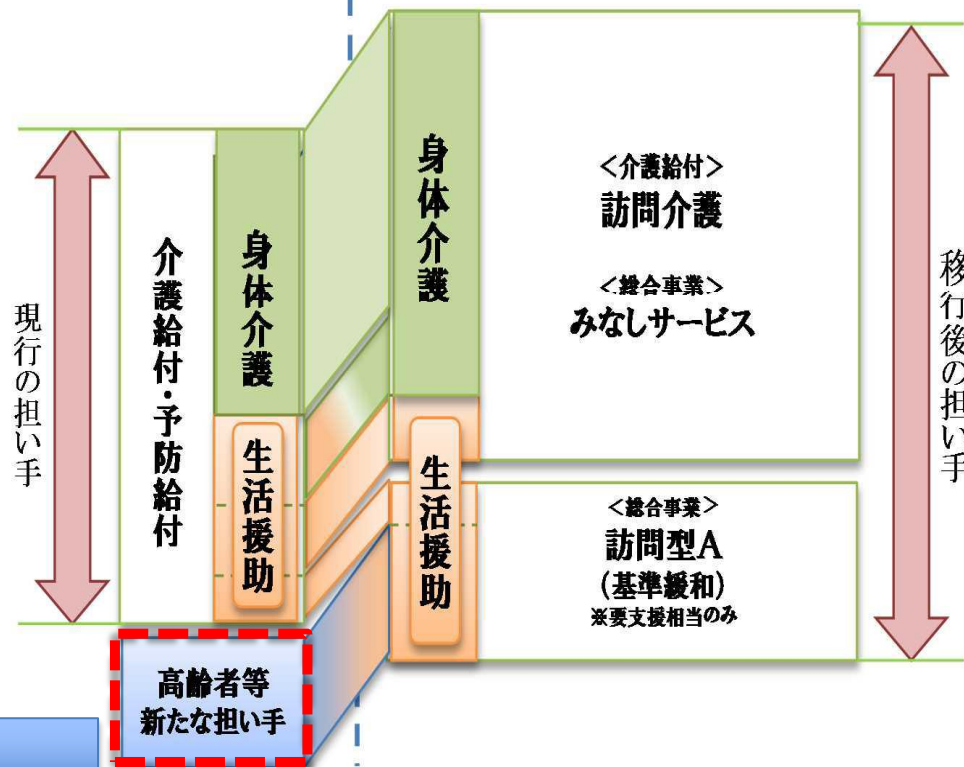 現行の担い手
介護給付・予防給付
身体介護
生活援助
高齢者等
新たな担い手
身体介護
生活援助
＜介護給付＞
訪問介護
＜総合事業＞
みなしサービス
＜総合事業＞
訪問型A
(基準緩和)
※要支援相当のみ
移行後の担い手